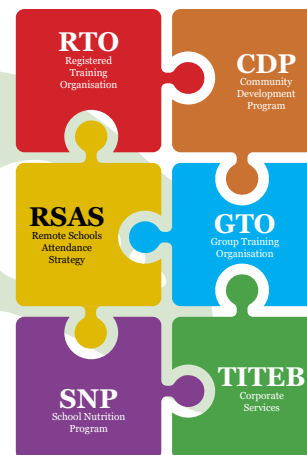 RTO
Registered
Training
Organisation
CDP
Community
Development
Program
RSAS
Remote Schools
Attendance
Strategy
GTO
Group Training
Organisation
SNP
School Nutrition
Program
TITEB
Corporate
Services